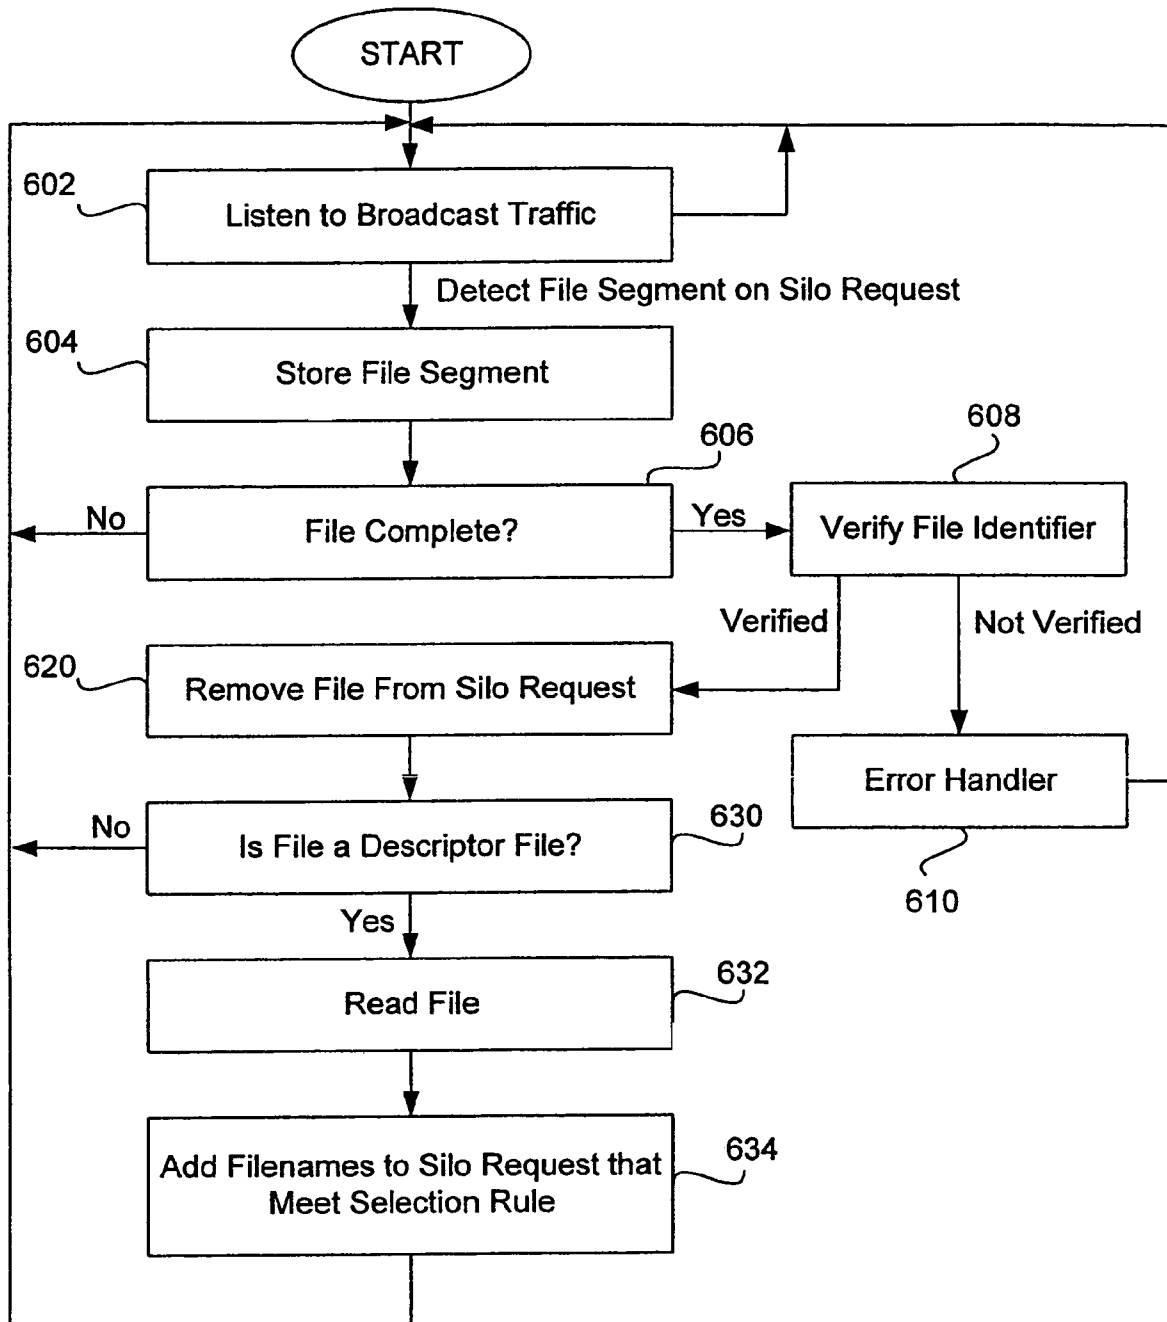 START
602
Listen to Broadcast Traffic
Detect File Segment on Silo Request
604
Store File Segment
606
608
No
File Complete?
Yes
Verify File Identifier
Verified
Not Verified
620
Remove File From Silo Request
Error Handler
610
No
Is File a Descriptor File?
630
Yes
632
Read File
634
Add Filenames to Silo Request that
Meet Selection Rule